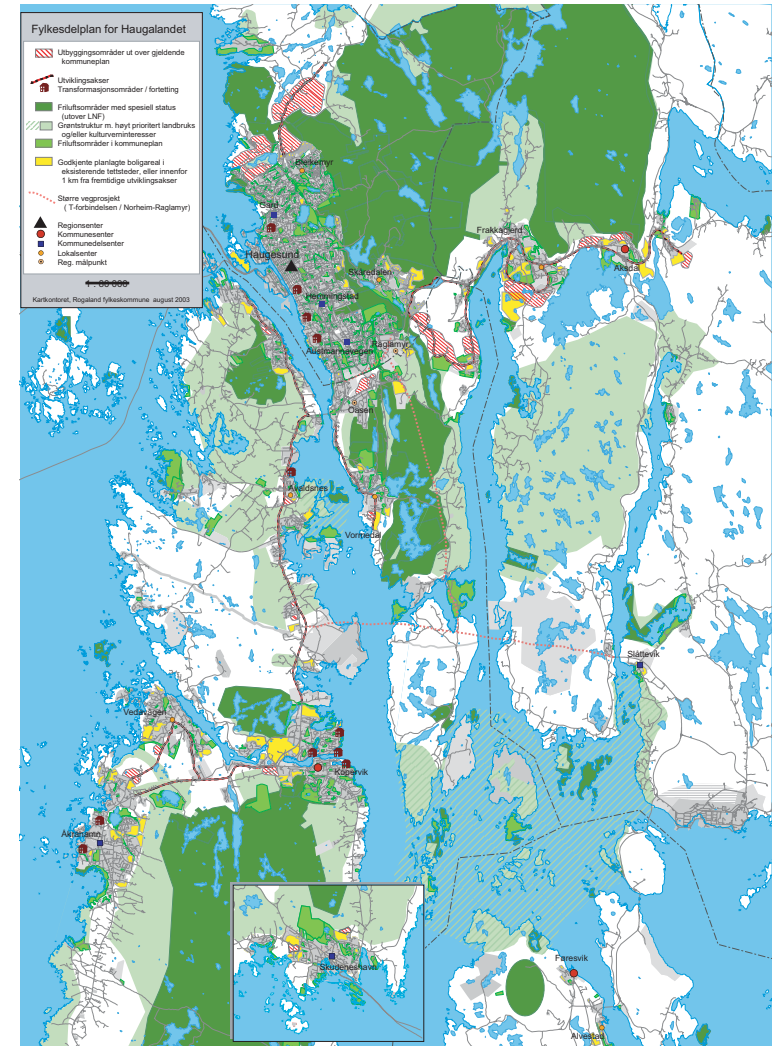 Fylkesdelplan for Haugalandet
Utbyggingsområder ut over gjeldende
kommuneplan
Utviklingsakser
Transformasjonsområder / fortetting
Friluftsområder med spesiell status
(utover LNF)
Grøntstruktur m. høyt prioritert landbruks
og/eller kulturverninteresser
Friluftsområder i kommuneplan
Godkjente planlagte boligareal i
eksisterende tettsteder, eller innenfor
1 km fra fremtidige utviklingsakser
Større vegprosjekt
( T-forbindelsen / Norheim-Raglamyr)
Regionsenter
Kommunesenter
Kommunedelsenter
Lokalsenter
Reg. målpunkt
1 : 80 000
Kartkontoret, Rogaland fylkeskommune august 2003
Bleikemyr
Gard
Frakkagjerd
Haugesund
Aksdal
Skåredalen
Hemmingstad
Raglamyr
Austmannavegen
Oasen
Avaldsnes
Vormedal
Slåttevik
Vedavågen
Kopervik
Åkrahamn
Skudeneshavn
Føresvik
Alvestad